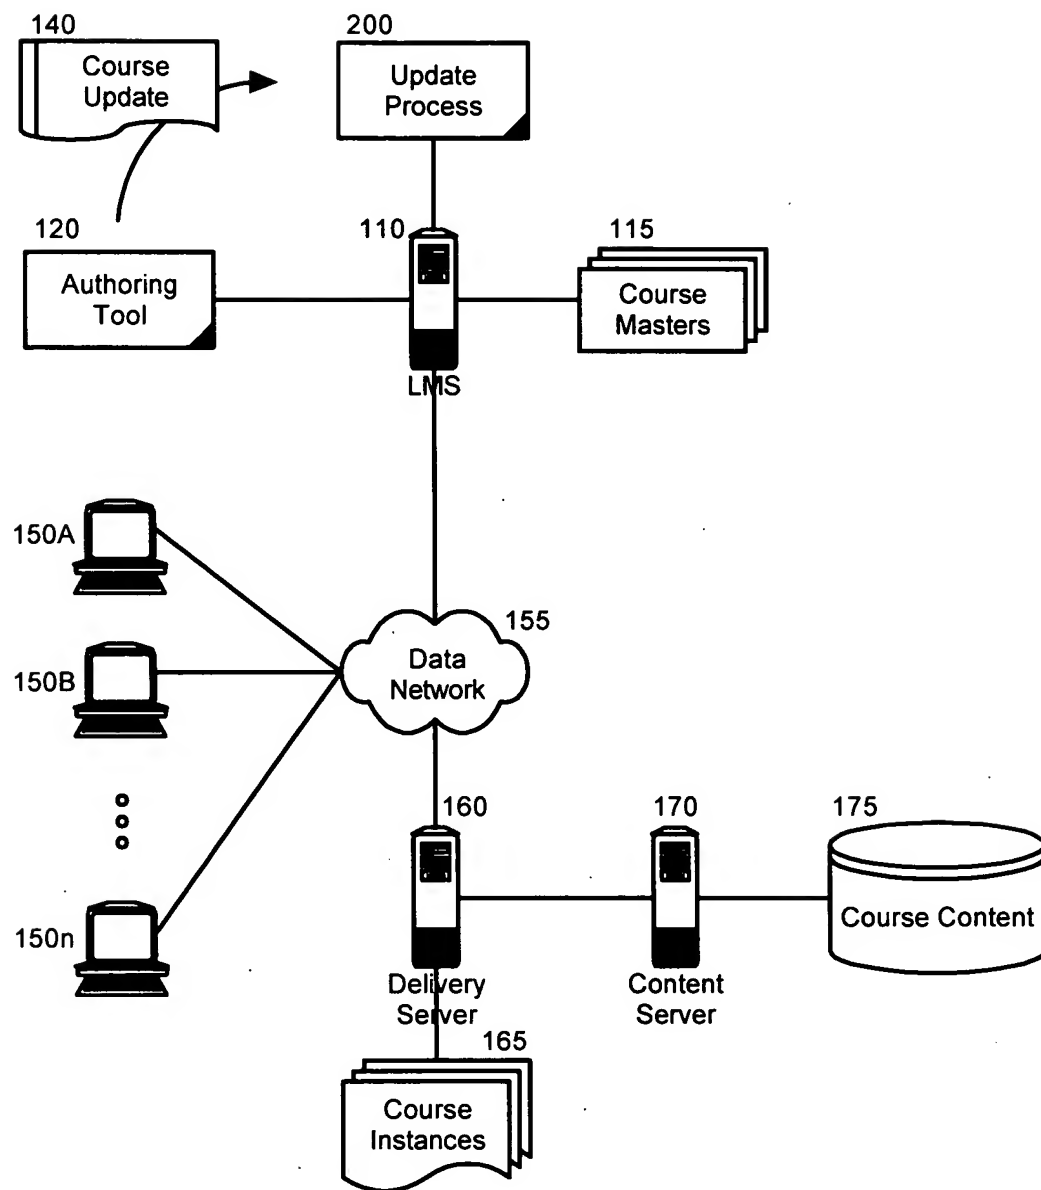 140
Course
Update
200
Update
Process
120
Authoring
Tool
110
LMS
115
Course
Masters
150A
150B
150n
155
Data
Network
160
Delivery
Server
170
Content
Server
175
Course Content
165
Course
Instances